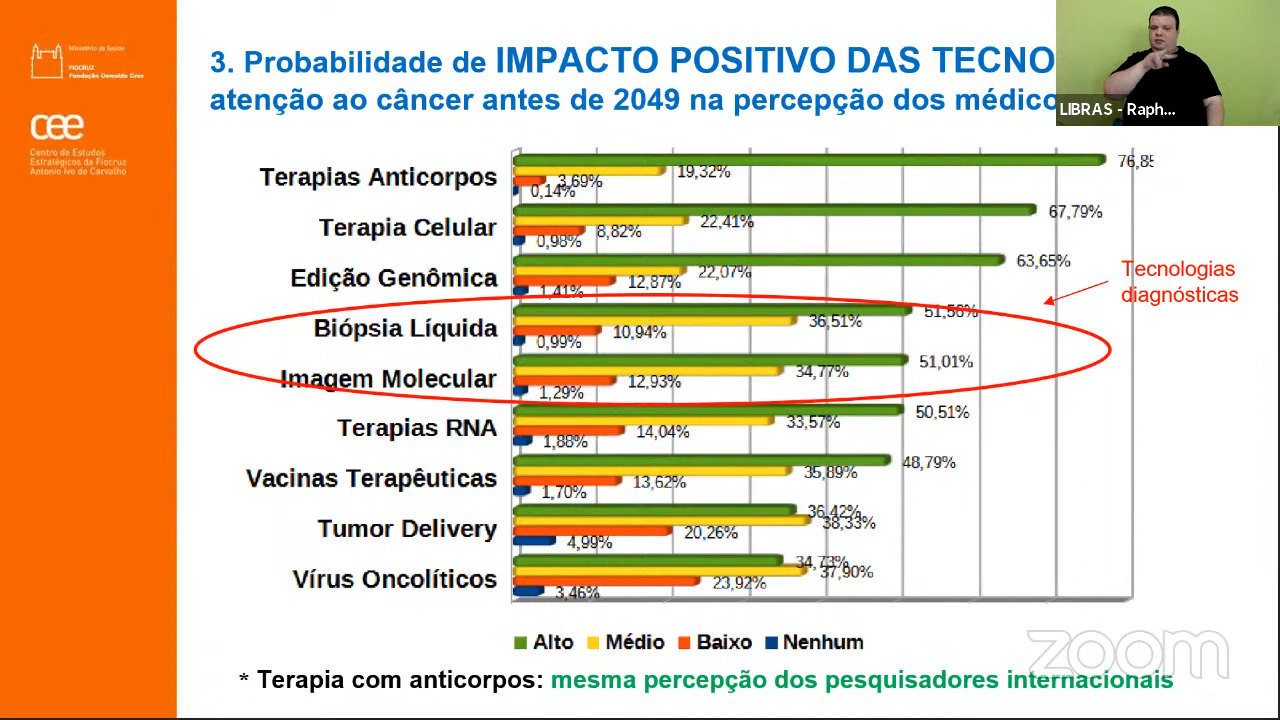 Ministério da Saúde
FIOCRUZ
Fundação Oswaldo Cruz
cee
Centro de Estudos
Estratégicos da Fiocruz
Antonio Ivo de Carvalho
3. Probabilidade de IMPACTO POSITIVO DAS TECNO
atenção ao câncer antes de 2049 na percepção dos médico
LIBRAS - Raph...
Terapias Anticorpos
76,85
19,32%
3,69%
0,14%
Terapia Celular
67,79%
22,41%
8,82%
0,98%
Edição Genômica
63,65%
22,07%
12,87%
1,41%
Tecnologias
diagnósticas
Biópsia Líquida
51,56%
36,51%
10,94%
0,99%
Imagem Molecular
51,01%
34,77%
12,93%
1,29%
Terapias RNA
50,51%
33,57%
14,04%
1,88%
Vacinas Terapêuticas
48,79%
35,89%
13,62%
1,70%
Tumor Delivery
36,42%
38,33%
20,26%
4,99%
Vírus Oncolíticos
34,73%
37,90%
23,92%
3,46%
Alto Médio Baixo Nenhum
zoom
* Terapia com anticorpos: mesma percepção dos pesquisadores internacionais